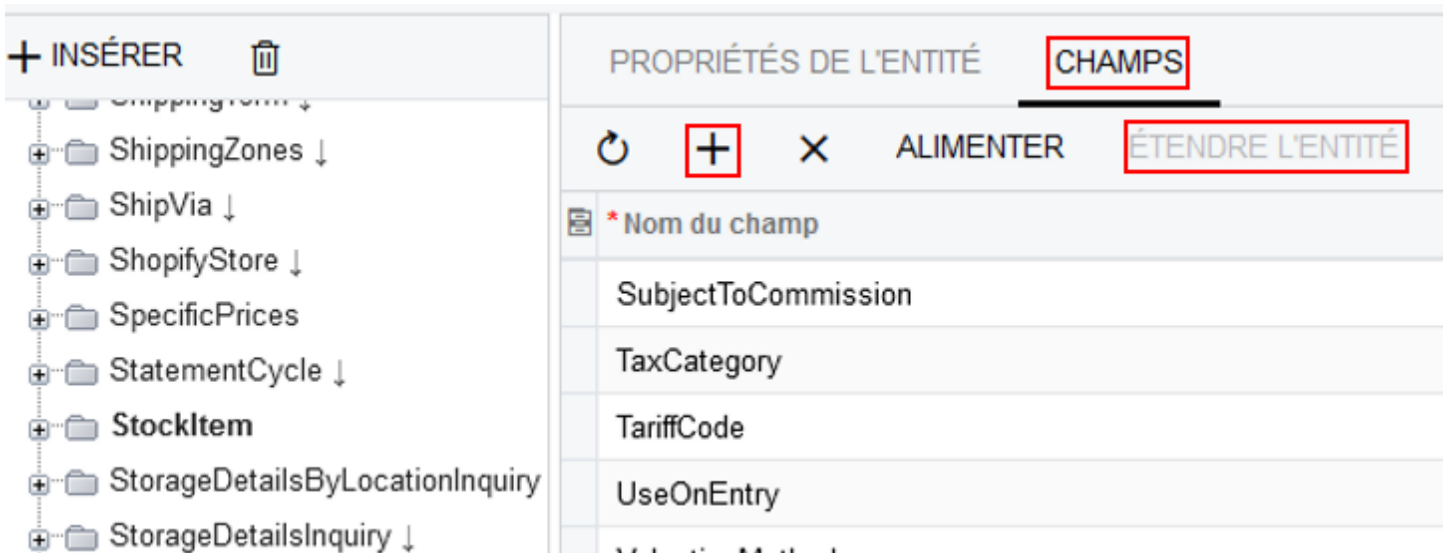 + INSÉRER
ShippingTerm ↓
ShippingZones ↓
ShipVia ↓
ShopifyStore ↓
SpecificPrices
StatementCycle ↓
StockItem
StorageDetailsByLocationInquiry
StorageDetailsInquiry ↓
PROPRIÉTÉS DE L'ENTITÉ CHAMPS
ALIMENTER ÉTENDRE L'ENTITÉ
* Nom du champ
SubjectToCommission
TaxCategory
TariffCode
UseOnEntry